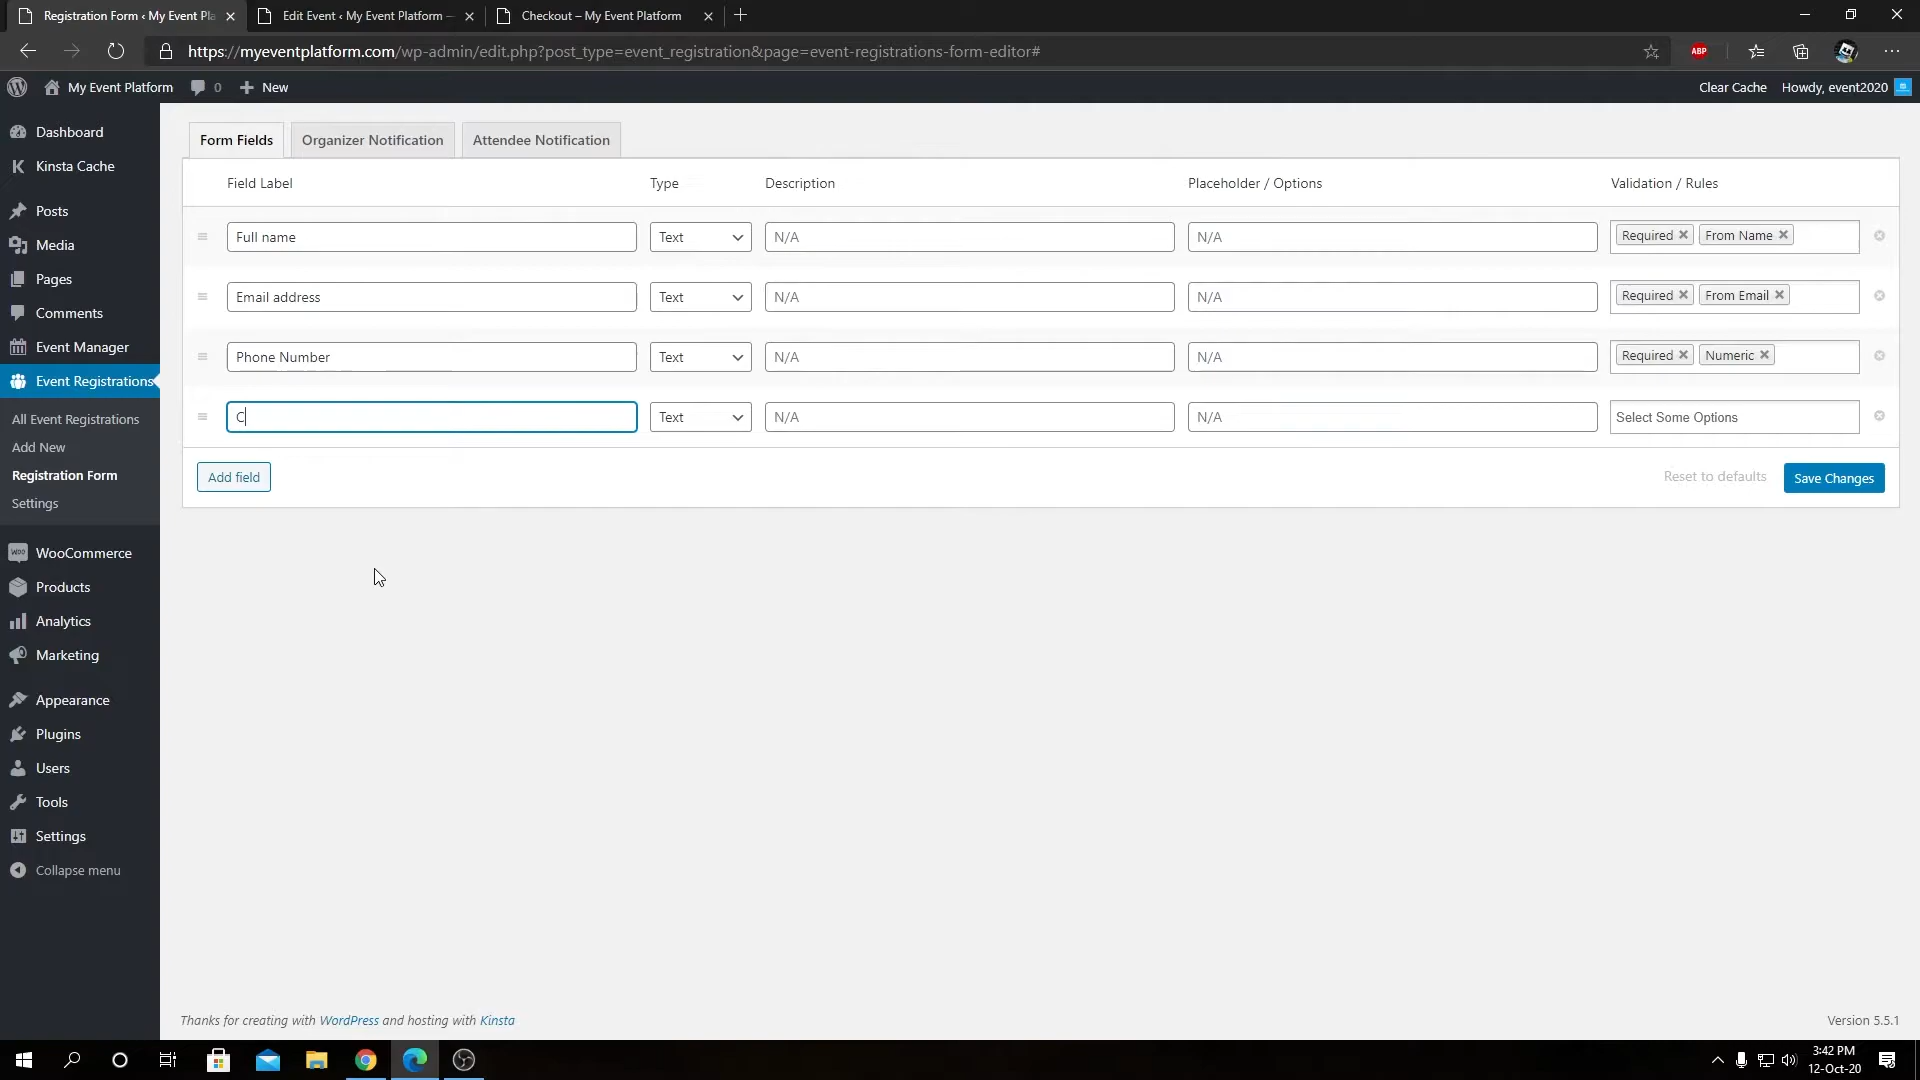 Registration Form ‹ My Event Pla
Edit Event ‹ My Event Platform —
Checkout – My Event Platform
https://myeventplatform.com/wp-admin/edit.php?post_type=event_registration&page=event-registrations-form-editor#
ABP
My Event Platform
0
New
Clear Cache
Howdy, event2020
Dashboard
Kinsta Cache
Posts
Media
Pages
Comments
Event Manager
Event Registrations
All Event Registrations
Add New
Registration Form
Settings
WooCommerce
Products
Analytics
Marketing
Appearance
Plugins
Users
Tools
Settings
Collapse menu
Form Fields
Organizer Notification
Attendee Notification
Field Label
Type
Description
Placeholder / Options
Validation / Rules
Full name
Text
N/A
N/A
Required
From Name
Email address
Text
N/A
N/A
Required
From Email
Phone Number
Text
N/A
N/A
Required
Numeric
C
Text
N/A
N/A
Select Some Options
Add field
Reset to defaults
Save Changes
Thanks for creating with WordPress and hosting with Kinsta
Version 5.5.1
3:42 PM
12-Oct-20